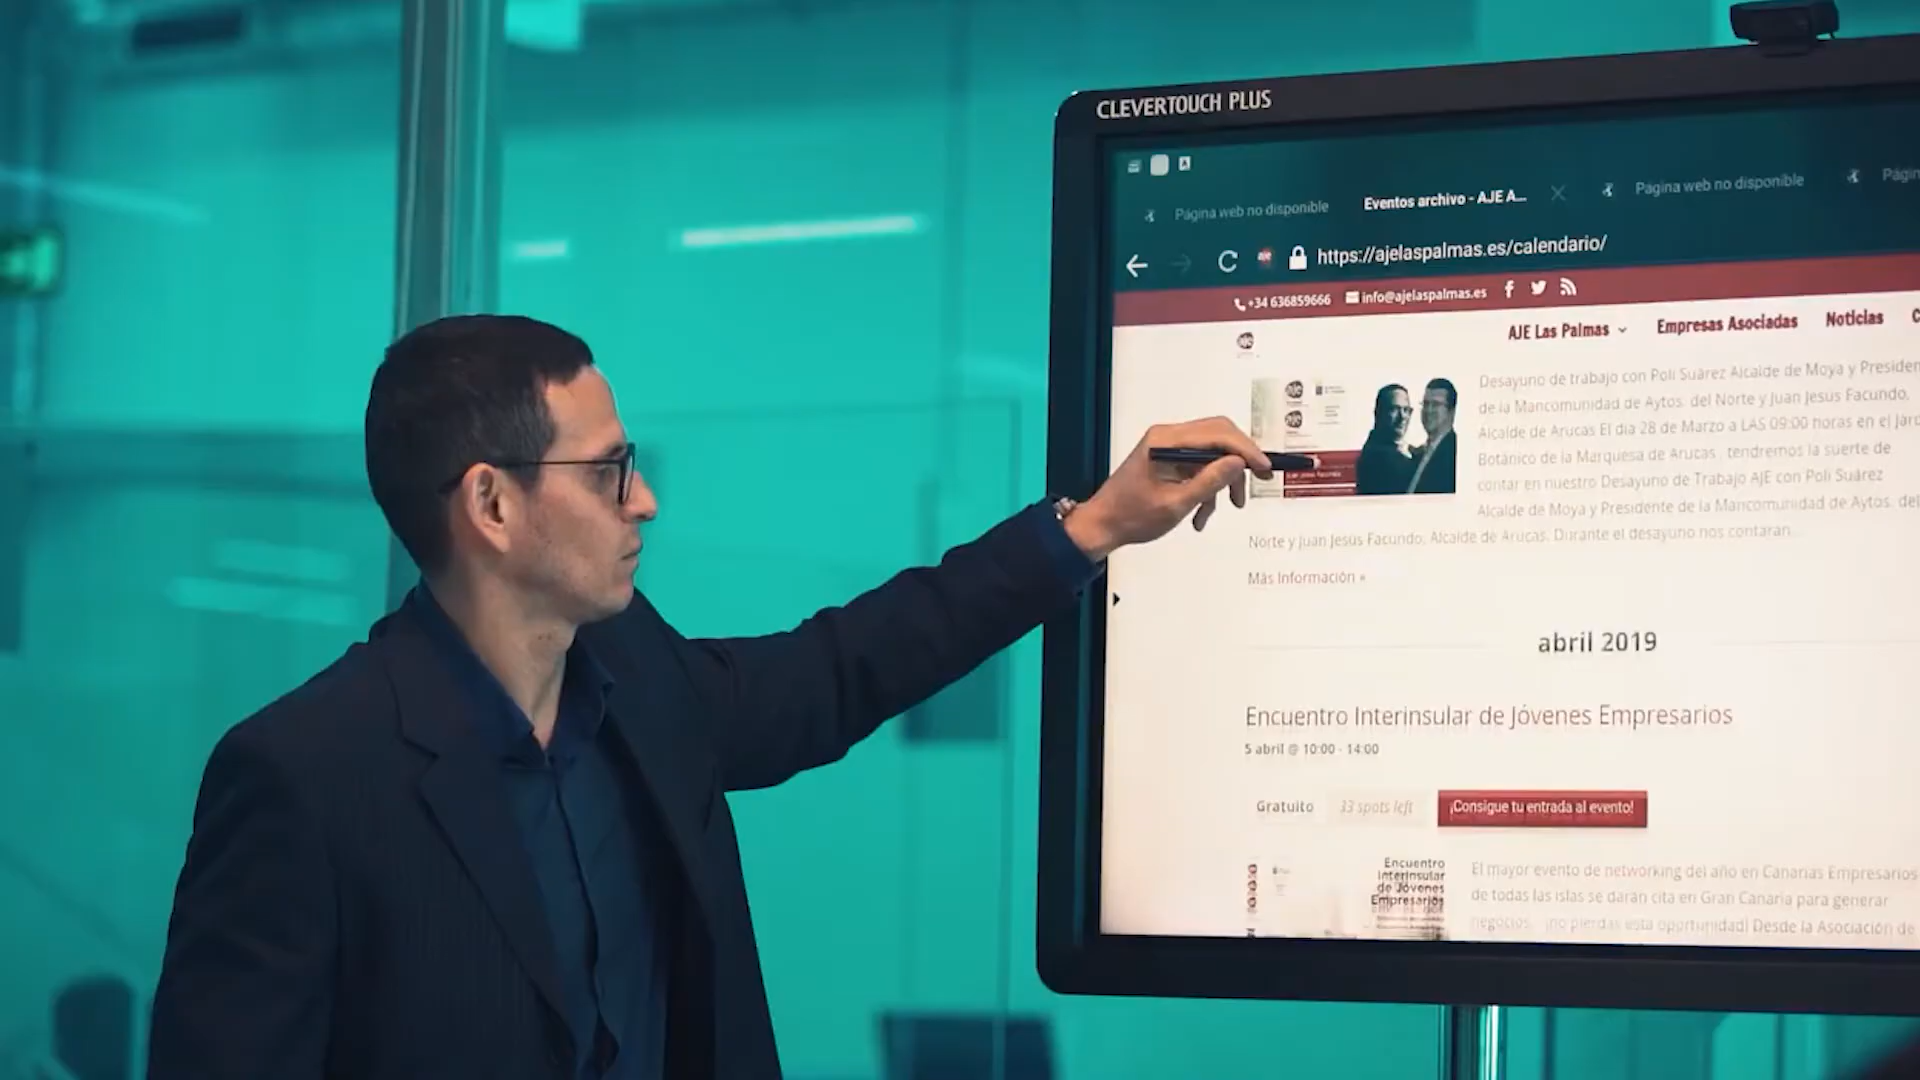 CLEVERTOUCH PLUS
Página web no disponible
Eventos archivo - AJE A...
Página web no disponible
Págin
https://ajelaspalmas.es/calendario/
+34 636859666
info@ajelaspalmas.es
AJE Las Palmas
Empresas Asociadas
Noticias
C
aje
Desayuno de trabajo con Poli Suárez Alcalde de Moya y Presiden
de la Mancomunidad de Aytos. del Norte y Juan Jesús Facundo,
Alcalde de Arucas El día 28 de Marzo a LAS 09:00 horas en el Jard
Botánico de la Marquesa de Arucas , tendremos la suerte de
contar en nuestro Desayuno de Trabajo AJE con Poli Suárez
Alcalde de Moya y Presidente de la Mancomunidad de Aytos. del
Norte y Juan Jesús Facundo, Alcalde de Arucas. Durante el desayuno nos contarán...
Más Información »
abril 2019
Encuentro Interinsular de Jóvenes Empresarios
5 abril @ 10:00 - 14:00
Gratuito
33 spots left
¡Consigue tu entrada al evento!
Encuentro
Interinsular
de Jóvenes
Empresarios
El mayor evento de networking del año en Canarias Empresarios
de todas las islas se darán cita en Gran Canaria para generar
negocios, ¡no pierdas esta oportunidad! Desde la Asociación de